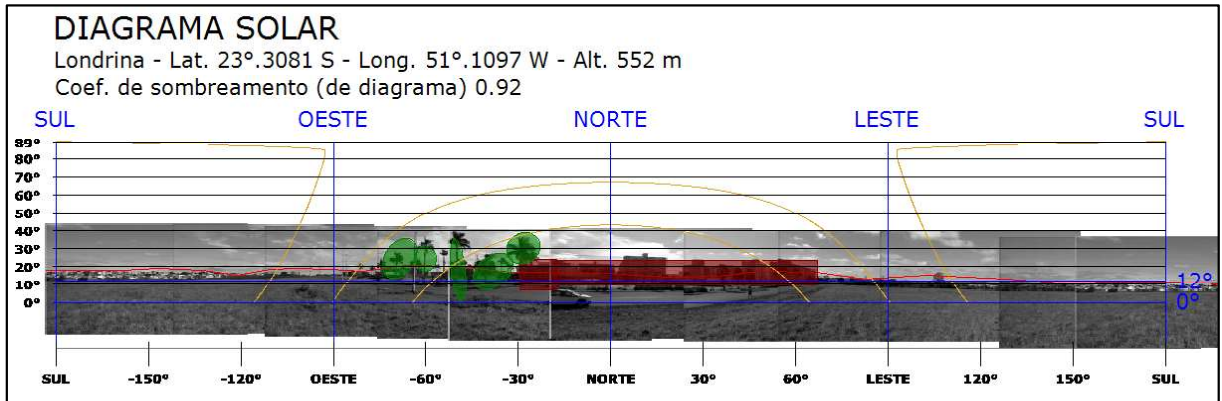 DIAGRAMA SOLAR
Londrina - Lat. 23°.3081 S - Long. 51°.1097 W - Alt. 552 m
Coef. de sombreamento (de diagrama) 0.92
SUL OESTE NORTE LESTE SUL
89°
80°
70°
60°
50°
40°
30°
20°
10° 12°
0° 0°
SUL -150° -120° OESTE -60° -30° NORTE 30° 60° LESTE 120° 150° SUL